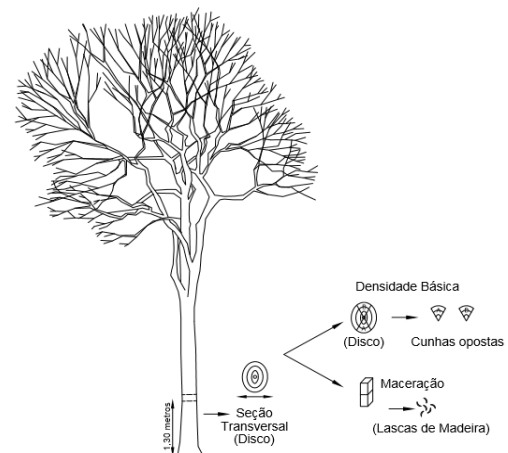 Densidade Básica
(Disco)
Cunhas opostas
Maceração
(Lascas de Madeira)
Seção
Transversal
(Disco)
1,30 metros